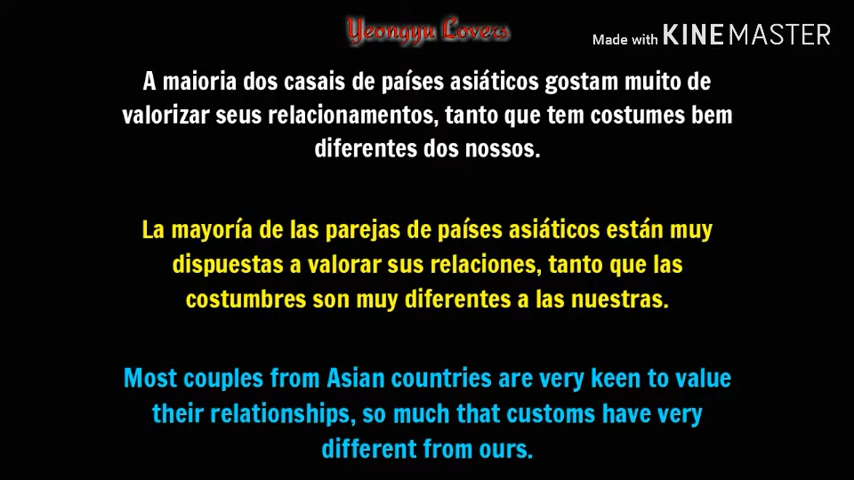 Yeongyu Lovers
Made with KINEMASTER
A maioria dos casais de países asiáticos gostam muito de
valorizar seus relacionamentos, tanto que tem costumes bem
diferentes dos nossos.
La mayoría de las parejas de países asiáticos están muy
dispuestas a valorar sus relaciones, tanto que las
costumbres son muy diferentes a las nuestras.
Most couples from Asian countries are very keen to value
their relationships, so much that customs have very
different from ours.